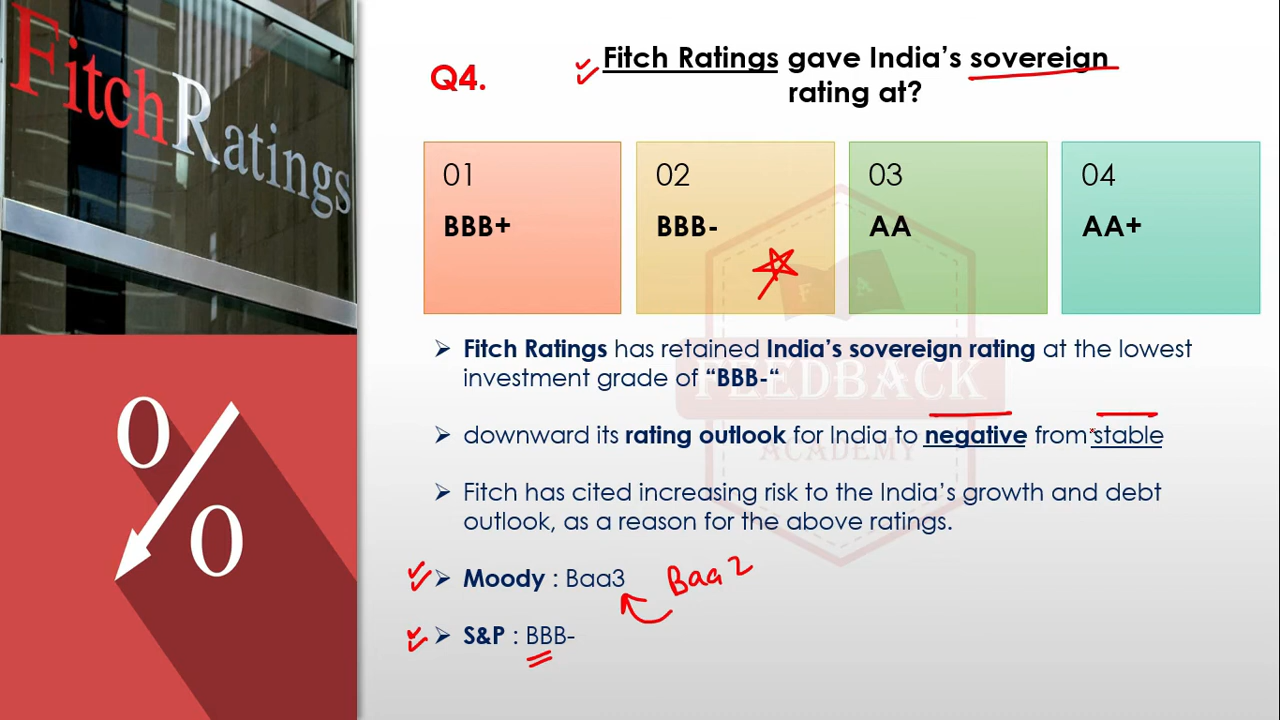 Fitch Ratings
Q4.
Fitch Ratings gave India’s sovereign
rating at?
01
BBB+
02
BBB-
03
AA
04
AA+
F A
➢ Fitch Ratings has retained India’s sovereign rating at the lowest
investment grade of “BBB-“
FEEDBACK
➢ downward its rating outlook for India to negative from stable
ACADEMY
➢ Fitch has cited increasing risk to the India’s growth and debt
outlook, as a reason for the above ratings.
➢ Moody : Baa3
Baa2
➢ S&P : BBB-
%